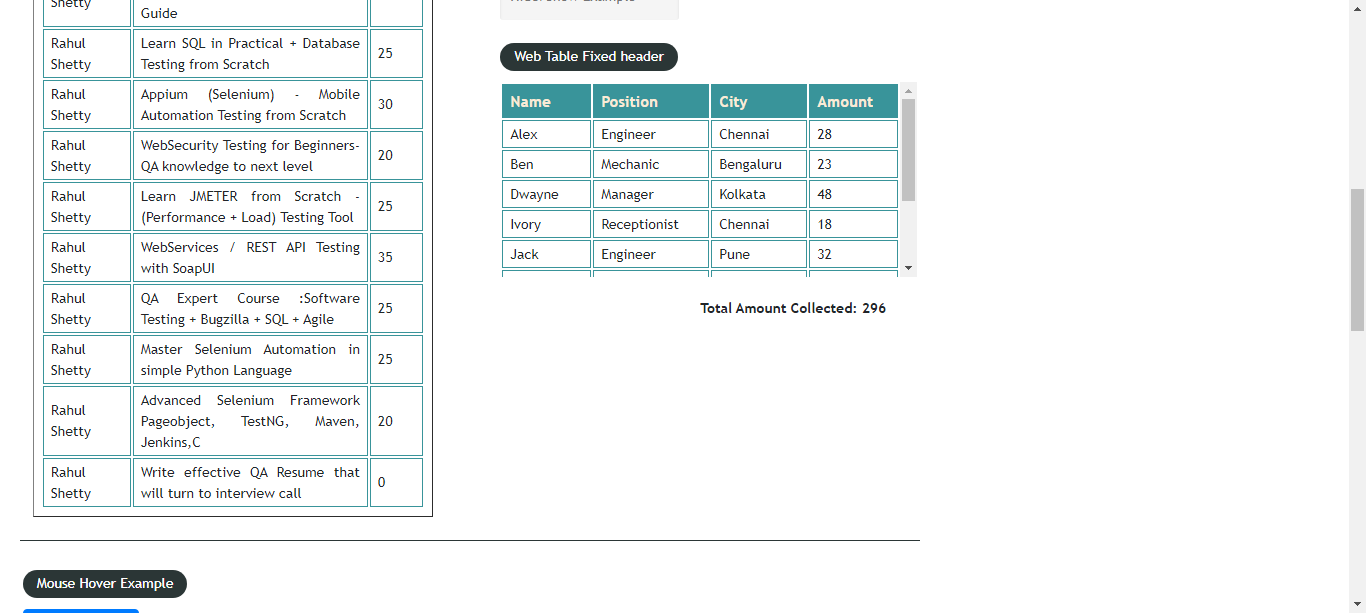 Shetty
Guide
Rahul
Shetty
Learn SQL in Practical + Database
Testing from Scratch
25
Rahul
Shetty
Appium (Selenium) - Mobile
Automation Testing from Scratch
30
Rahul
Shetty
WebSecurity Testing for Beginners-
QA knowledge to next level
20
Rahul
Shetty
Learn JMETER from Scratch -
(Performance + Load) Testing Tool
25
Rahul
Shetty
WebServices / REST API Testing
with SoapUI
35
Rahul
Shetty
QA Expert Course :Software
Testing + Bugzilla + SQL + Agile
25
Rahul
Shetty
Master Selenium Automation in
simple Python Language
25
Rahul
Shetty
Advanced Selenium Framework
Pageobject, TestNG, Maven,
Jenkins,C
20
Rahul
Shetty
Write effective QA Resume that
will turn to interview call
0
Web Table Fixed header
Name Position City Amount
Alex Engineer Chennai 28
Ben Mechanic Bengaluru 23
Dwayne Manager Kolkata 48
Ivory Receptionist Chennai 18
Jack Engineer Pune 32
Total Amount Collected: 296
Mouse Hover Example